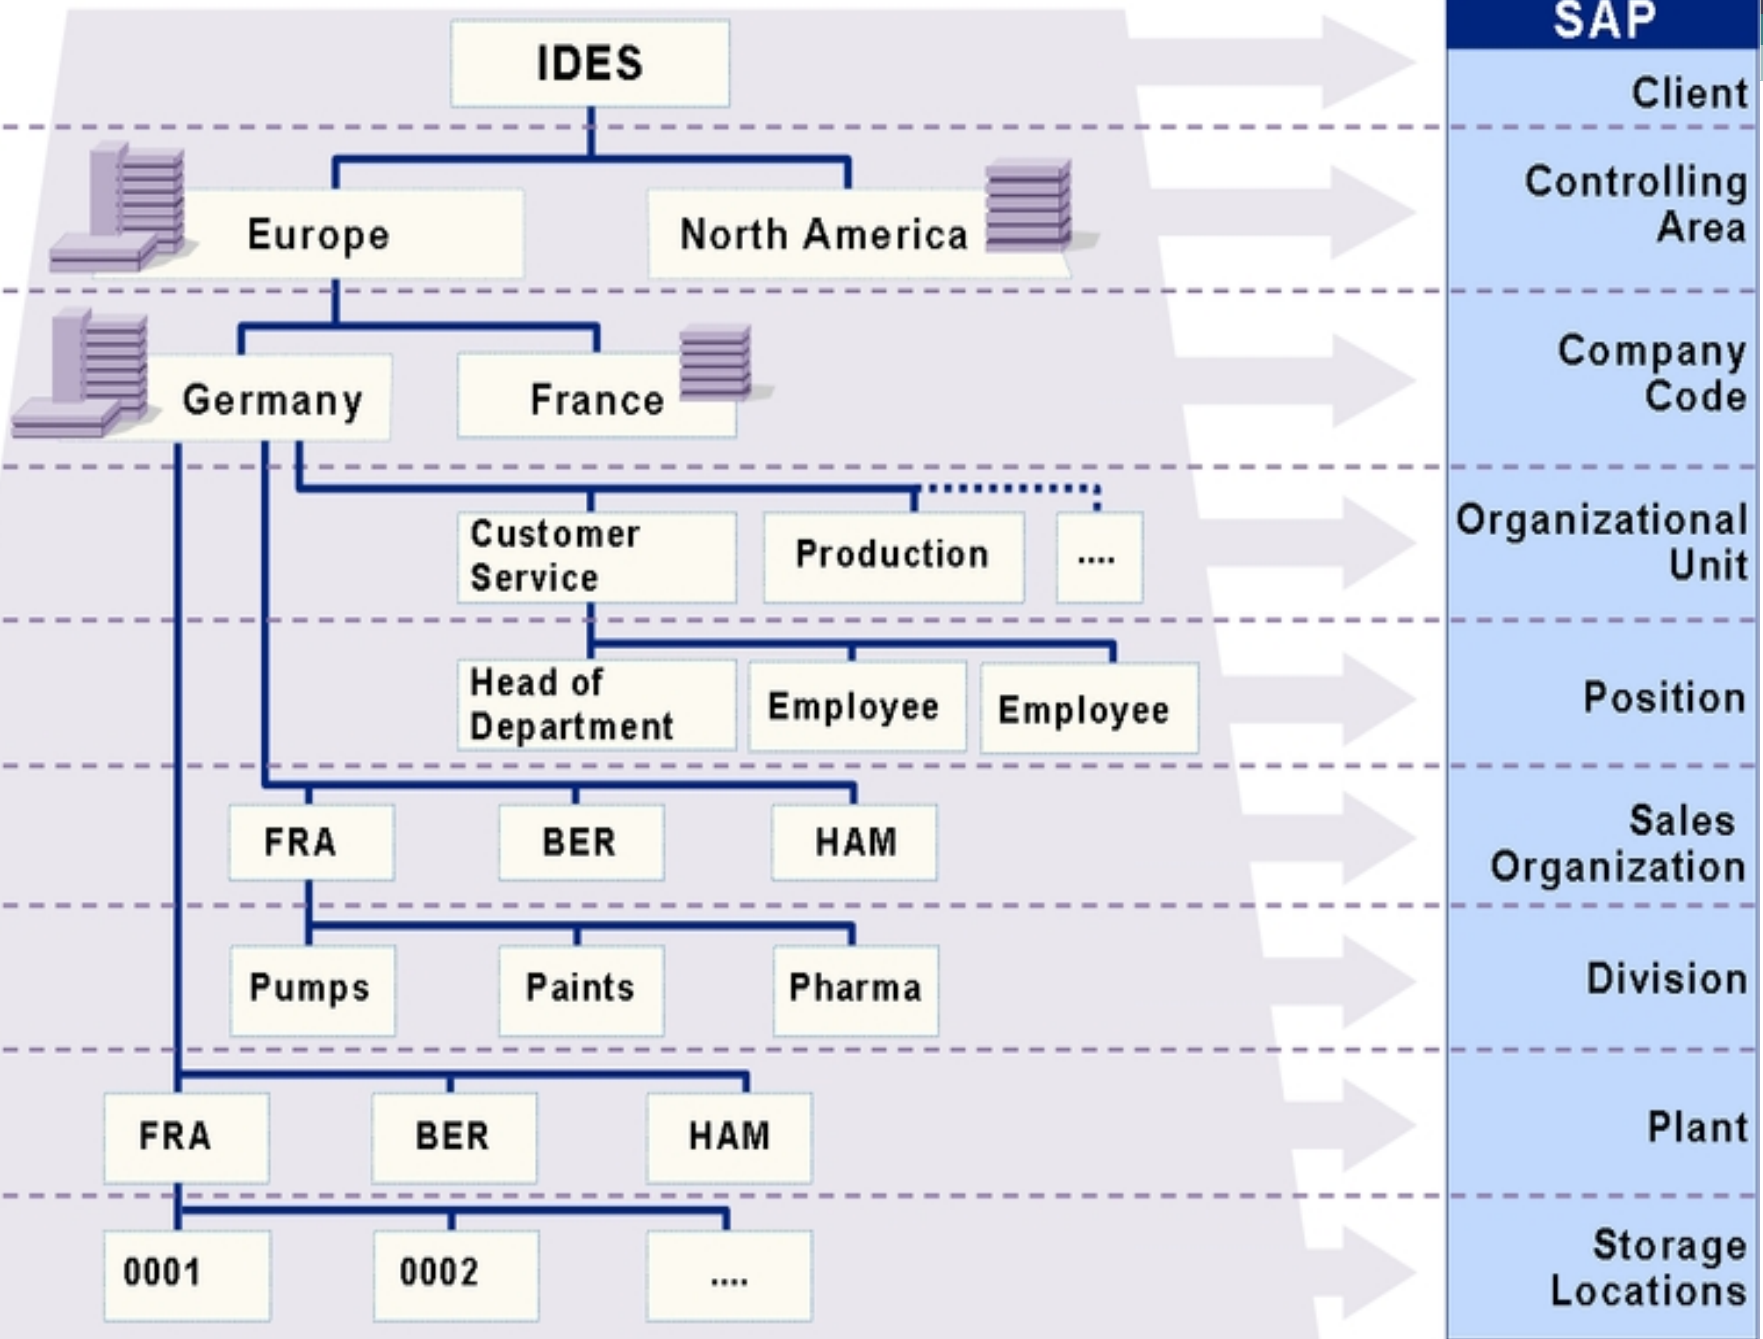 IDES
SAP
Client
Europe
North America
Controlling
Area
Germany
France
Company
Code
Customer
Service
Production
....
Organizational
Unit
Head of
Department
Employee
Employee
Position
FRA
BER
HAM
Sales
Organization
Pumps
Paints
Pharma
Division
FRA
BER
HAM
Plant
0001
0002
....
Storage
Locations